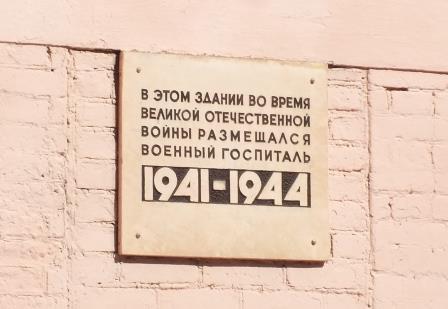 В ЭТОМ ЗДАНИИ ВО ВРЕМЯ
ВЕЛИКОЙ ОТЕЧЕСТВЕННОЙ
ВОЙНЫ РАЗМЕЩАЛСЯ
ВОЕННЫЙ ГОСПИТАЛЬ
1941-1944